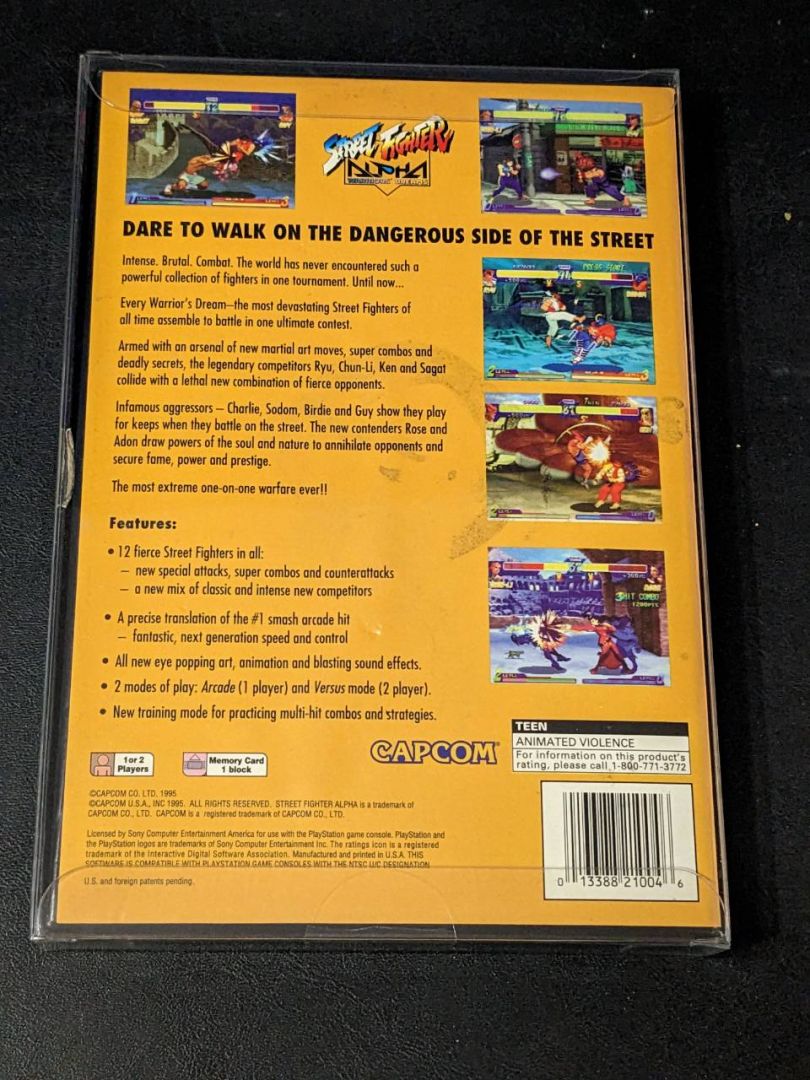 STREET FIGHTER
ALPHA
WARRIORS' DREAMS
DARE TO WALK ON THE DANGEROUS SIDE OF THE STREET
Intense. Brutal. Combat. The world has never encountered such a
powerful collection of fighters in one tournament. Until now...
Every Warrior's Dream–the most devastating Street Fighters of
all time assemble to battle in one ultimate contest.
Armed with an arsenal of new martial art moves, super combos and
deadly secrets, the legendary competitors Ryu, Chun-Li, Ken and Sagat
collide with a lethal new combination of fierce opponents.
Infamous aggressors – Charlie, Sodom, Birdie and Guy show they play
for keeps when they battle on the street. The new contenders Rose and
Adon draw powers of the soul and nature to annihilate opponents and
secure fame, power and prestige.
The most extreme one-on-one warfare ever!!
Features:
• 12 fierce Street Fighters in all:
– new special attacks, super combos and counterattacks
– a new mix of classic and intense new competitors
• A precise translation of the #1 smash arcade hit
– fantastic, next generation speed and control
• All new eye popping art, animation and blasting sound effects.
• 2 modes of play: Arcade (1 player) and Versus mode (2 player).
• New training mode for practicing multi-hit combos and strategies.
PRESS START
3HIT COMBO
1200PTS
1 or 2
Players
Memory Card
1 block
CAPCOM
TEEN
ANIMATED VIOLENCE
For information on this product's
rating, please call 1-800-771-3772
©CAPCOM CO. LTD. 1995
©CAPCOM U.S.A., INC 1995. ALL RIGHTS RESERVED. STREET FIGHTER ALPHA is a trademark of
CAPCOM CO., LTD. CAPCOM is a registered trademark of CAPCOM CO., LTD.
Licensed by Sony Computer Entertainment America for use with the PlayStation game console. PlayStation and
the PlayStation logos are trademarks of Sony Computer Entertainment Inc. The ratings icon is a registered
trademark of the Interactive Digital Software Association. Manufactured and printed in U.S.A. THIS
SOFTWARE IS COMPATIBLE WITH PLAYSTATION GAME CONSOLES WITH THE NTSC U/C DESIGNATION
U.S. and foreign patents pending.
0 13388 21004 6